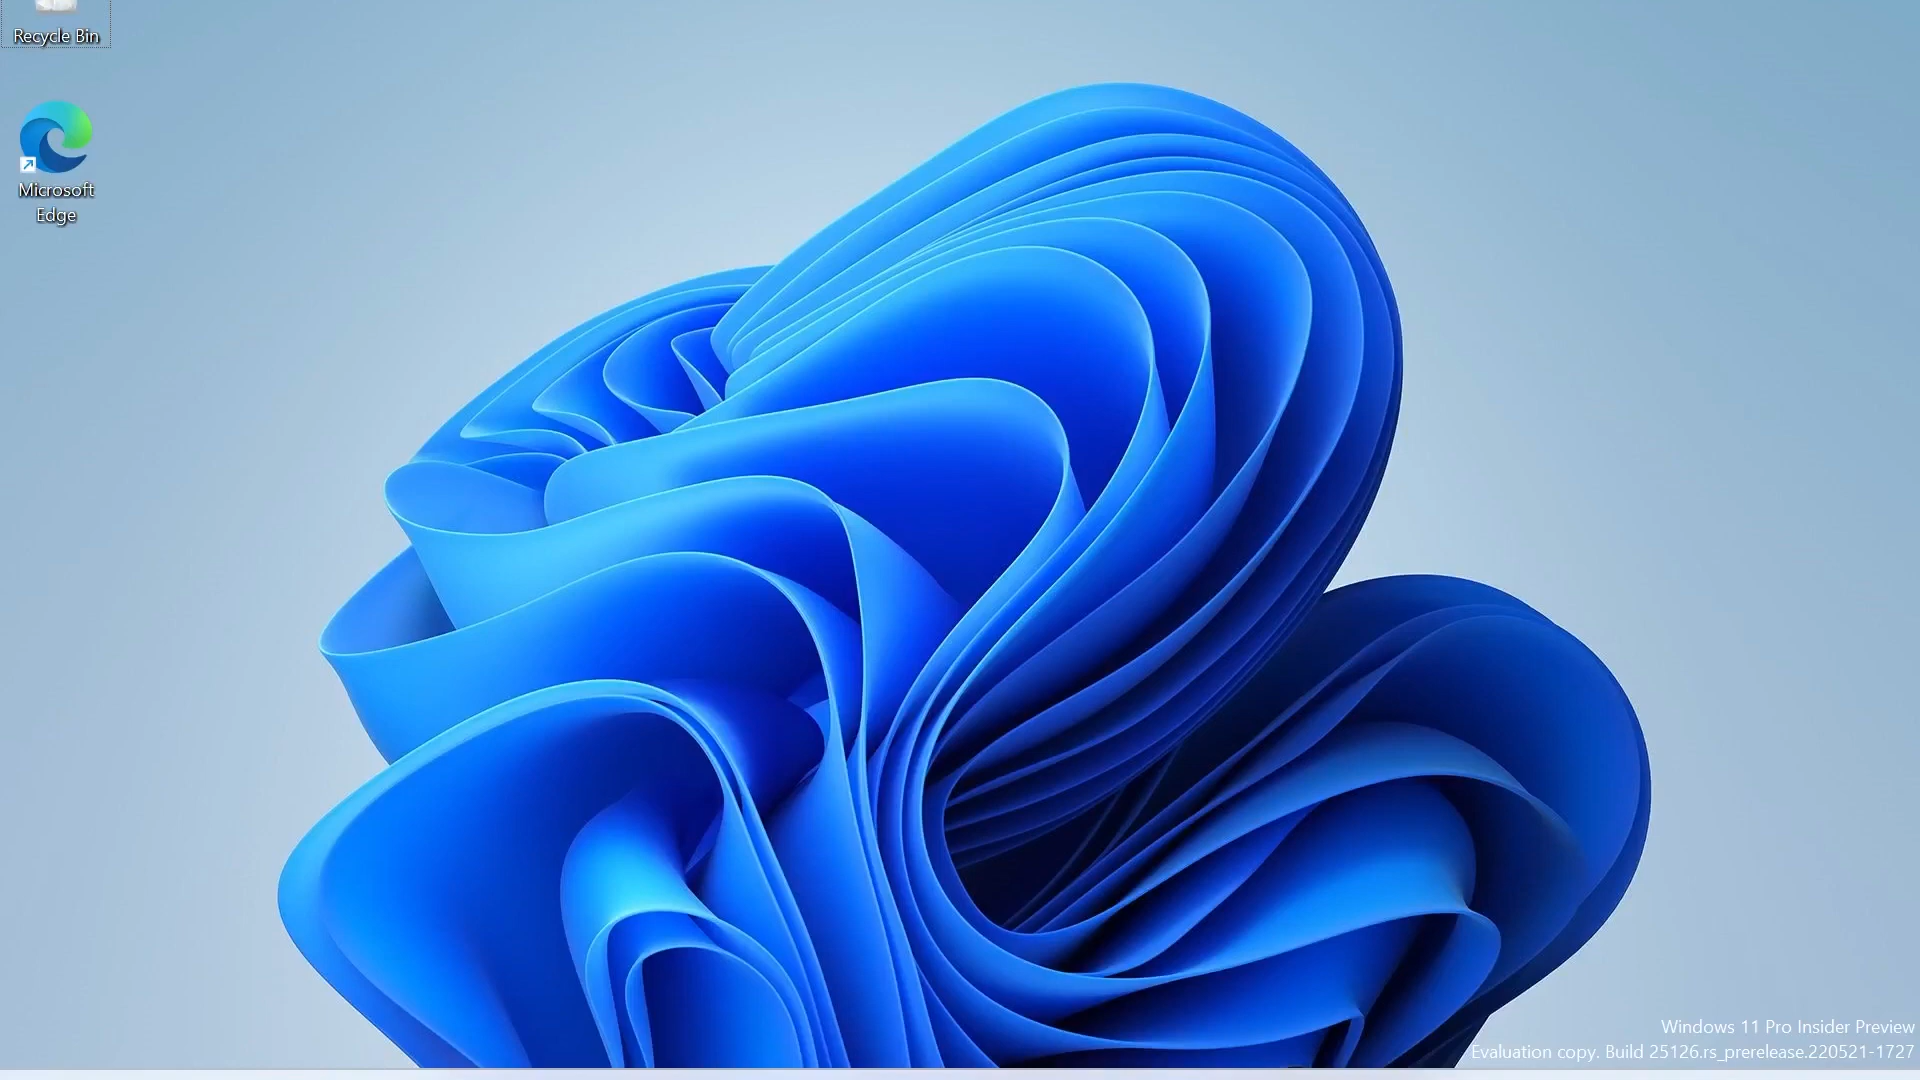 Recycle Bin
Microsoft
Edge
Windows 11 Pro Insider Preview
Evaluation copy. Build 25126.rs_prerelease.220521-1727